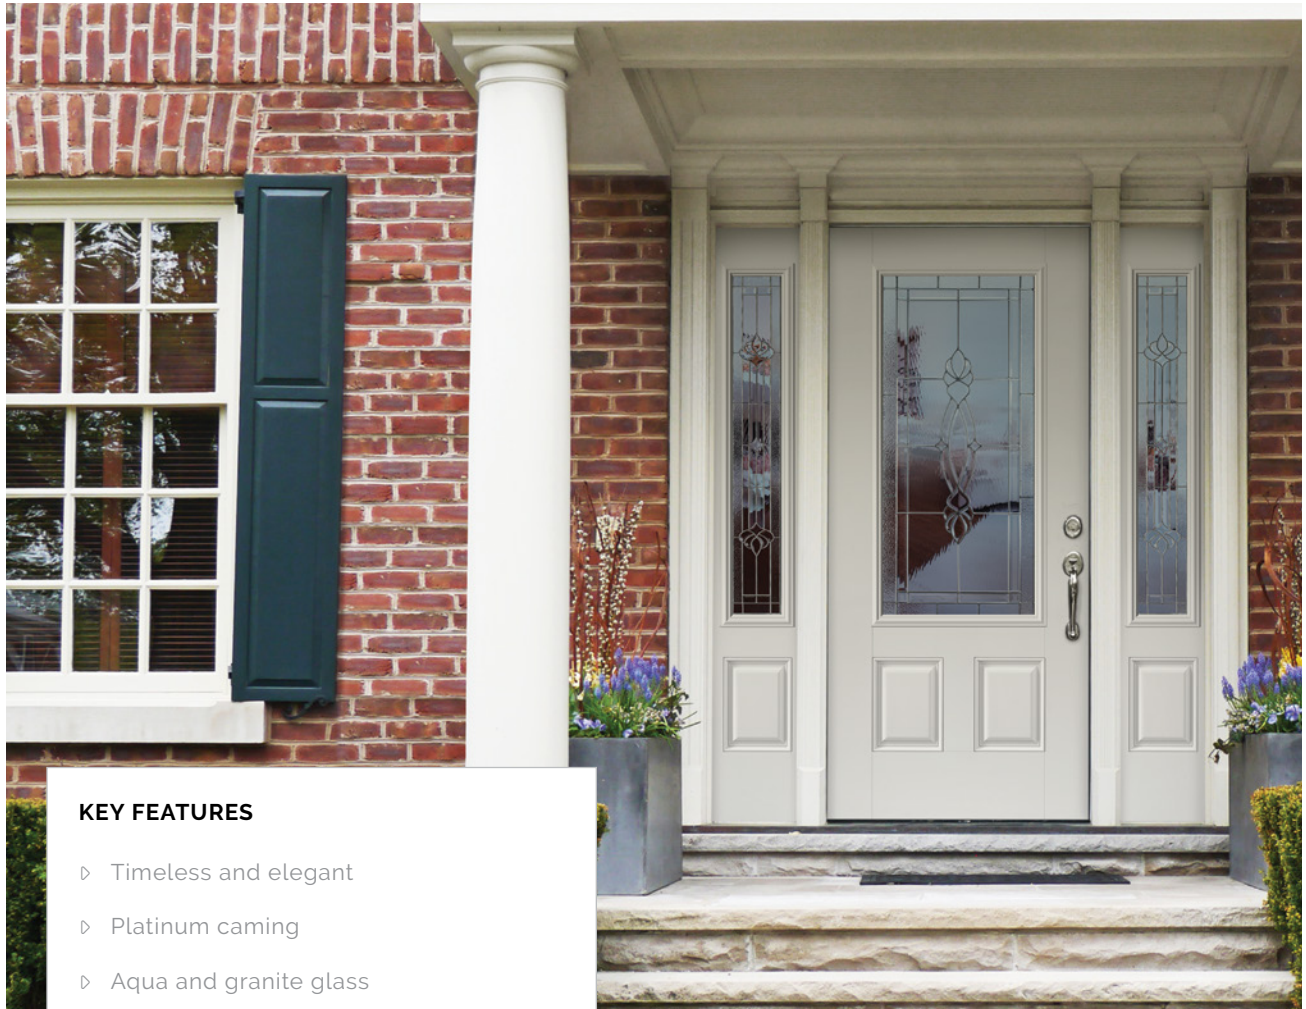 KEY FEATURES
Timeless and elegant
Platinum caming
Aqua and granite glass